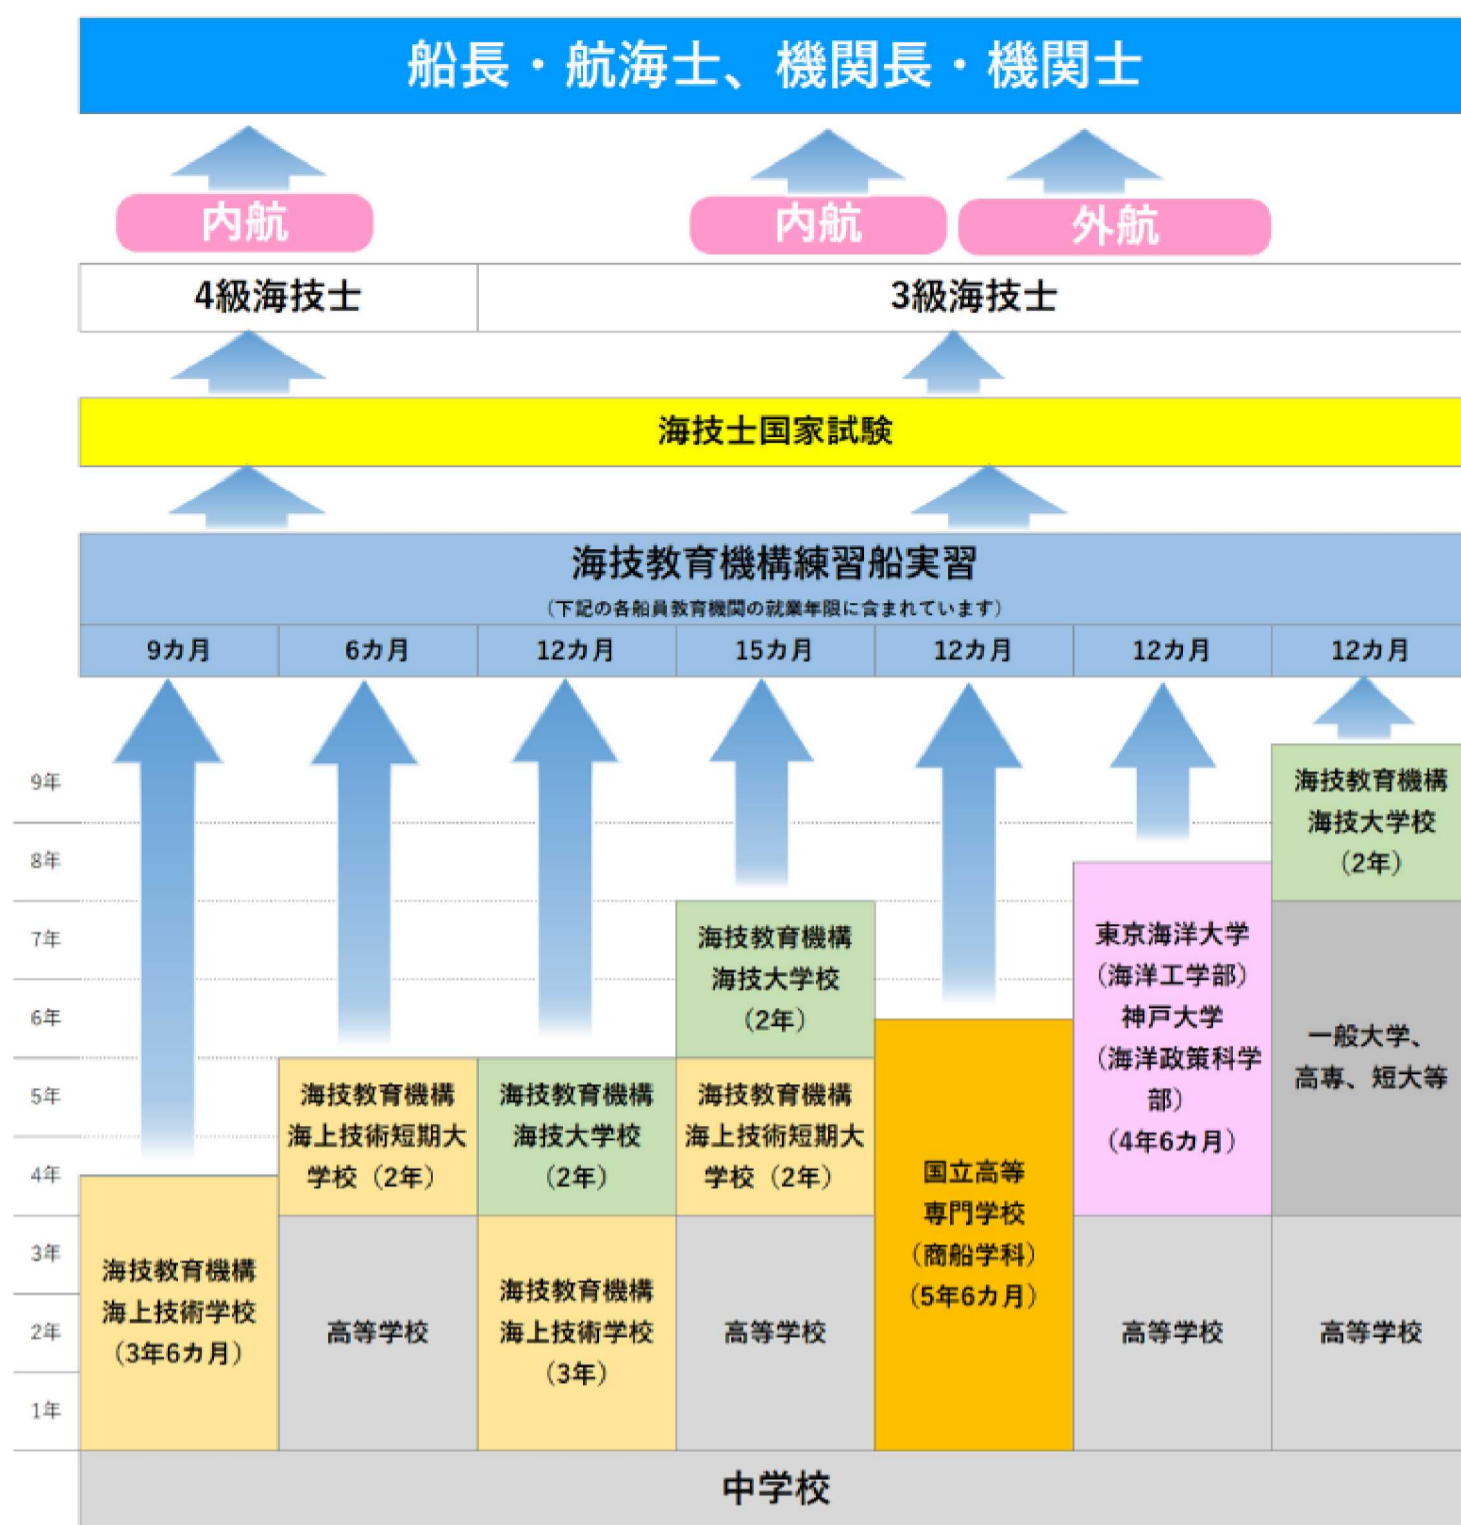 船長・航海士、機関長・機関士
内航
内航
外航
4級海技士
3級海技士
海技士国家試験
海技教育機構練習船実習
（下記の各船員教育機関の就業年限に含まれています）
9カ月
6カ月
12カ月
15カ月
12カ月
12カ月
12カ月
9年
8年
7年
6年
5年
4年
3年
2年
1年
海技教育機構
海上技術学校
（3年6カ月）
海技教育機構
海上技術短期大
学校（2年）
高等学校
海技教育機構
海技大学校
（2年）
海技教育機構
海上技術学校
（3年）
海技教育機構
海技大学校
（2年）
海技教育機構
海上技術短期大
学校（2年）
高等学校
国立高等
専門学校
（商船学科）
（5年6カ月）
東京海洋大学
（海洋工学部）
神戸大学
（海洋政策科学
部）
（4年6カ月）
高等学校
海技教育機構
海技大学校
（2年）
一般大学、
高専、短大等
高等学校
中学校